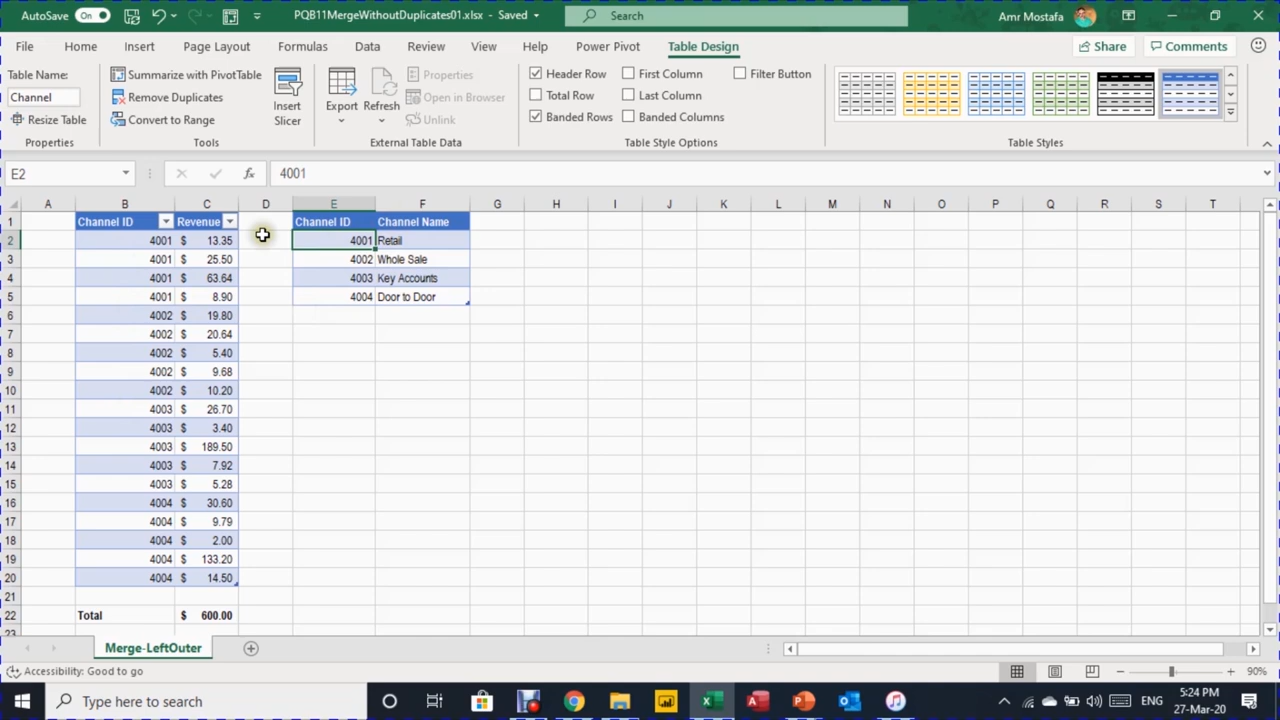 AutoSave On PQB11MergeWithoutDuplicates01.xlsx - Saved Search Amr Mostafa
File Home Insert Page Layout Formulas Data Review View Help Power Pivot Table Design Share Comments
Table Name: Summarize with PivotTable Properties Header Row First Column Filter Button
Channel Remove Duplicates Insert Slicer Export Refresh Open in Browser Total Row Last Column
Resize Table Convert to Range Unlink Banded Rows Banded Columns
Properties Tools External Table Data Table Style Options Table Styles
E2 fx 4001
A B C D E F G H I J K L M N O P Q R S T
1 Channel ID Revenue Channel ID Channel Name
2 4001 $ 13.35 4001 Retail
3 4001 $ 25.50 4002 Whole Sale
4 4001 $ 63.64 4003 Key Accounts
5 4001 $ 8.90 4004 Door to Door
6 4002 $ 19.80
7 4002 $ 20.64
8 4002 $ 5.40
9 4002 $ 9.68
10 4002 $ 10.20
11 4003 $ 26.70
12 4003 $ 3.40
13 4003 $ 189.50
14 4003 $ 7.92
15 4003 $ 5.28
16 4004 $ 30.60
17 4004 $ 9.79
18 4004 $ 2.00
19 4004 $ 133.20
20 4004 $ 14.50
21
22 Total $ 600.00
23
Merge-LeftOuter
Accessibility: Good to go 90%
Type here to search ENG 5:24 PM
27-Mar-20